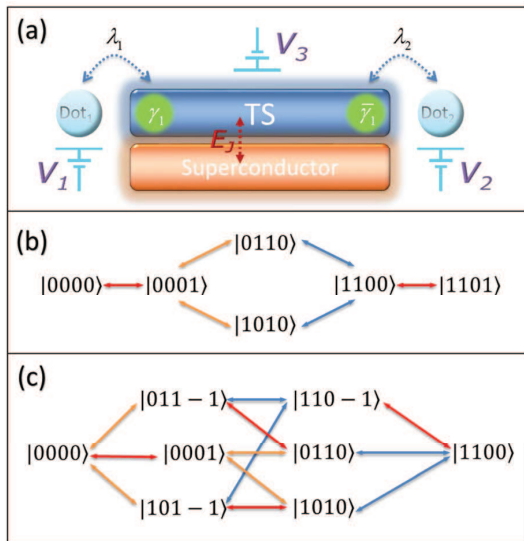 (a)
λ₁
V₃
λ₂
Dot₁
γ₁
TS
γ̄₁
Dot₂
E_J
V₁
Superconductor
V₂
(b)
|0110⟩
|0000⟩ |0001⟩ |1100⟩ |1101⟩
|1010⟩
(c)
|011 − 1⟩ |110 − 1⟩
|0000⟩ |0001⟩ |0110⟩ |1100⟩
|101 − 1⟩ |1010⟩